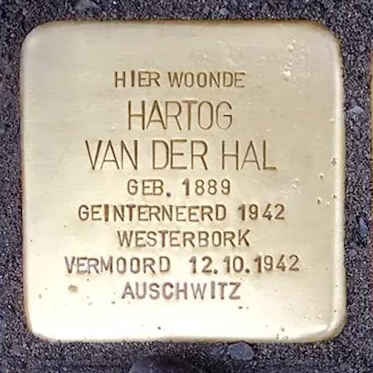 HIER WOONDE
HARTOG
VAN DER HAL
GEB. 1889
GEINTERNEERD 1942
WESTERBORK
VERMOORD 12.10.1942
AUSCHWITZ